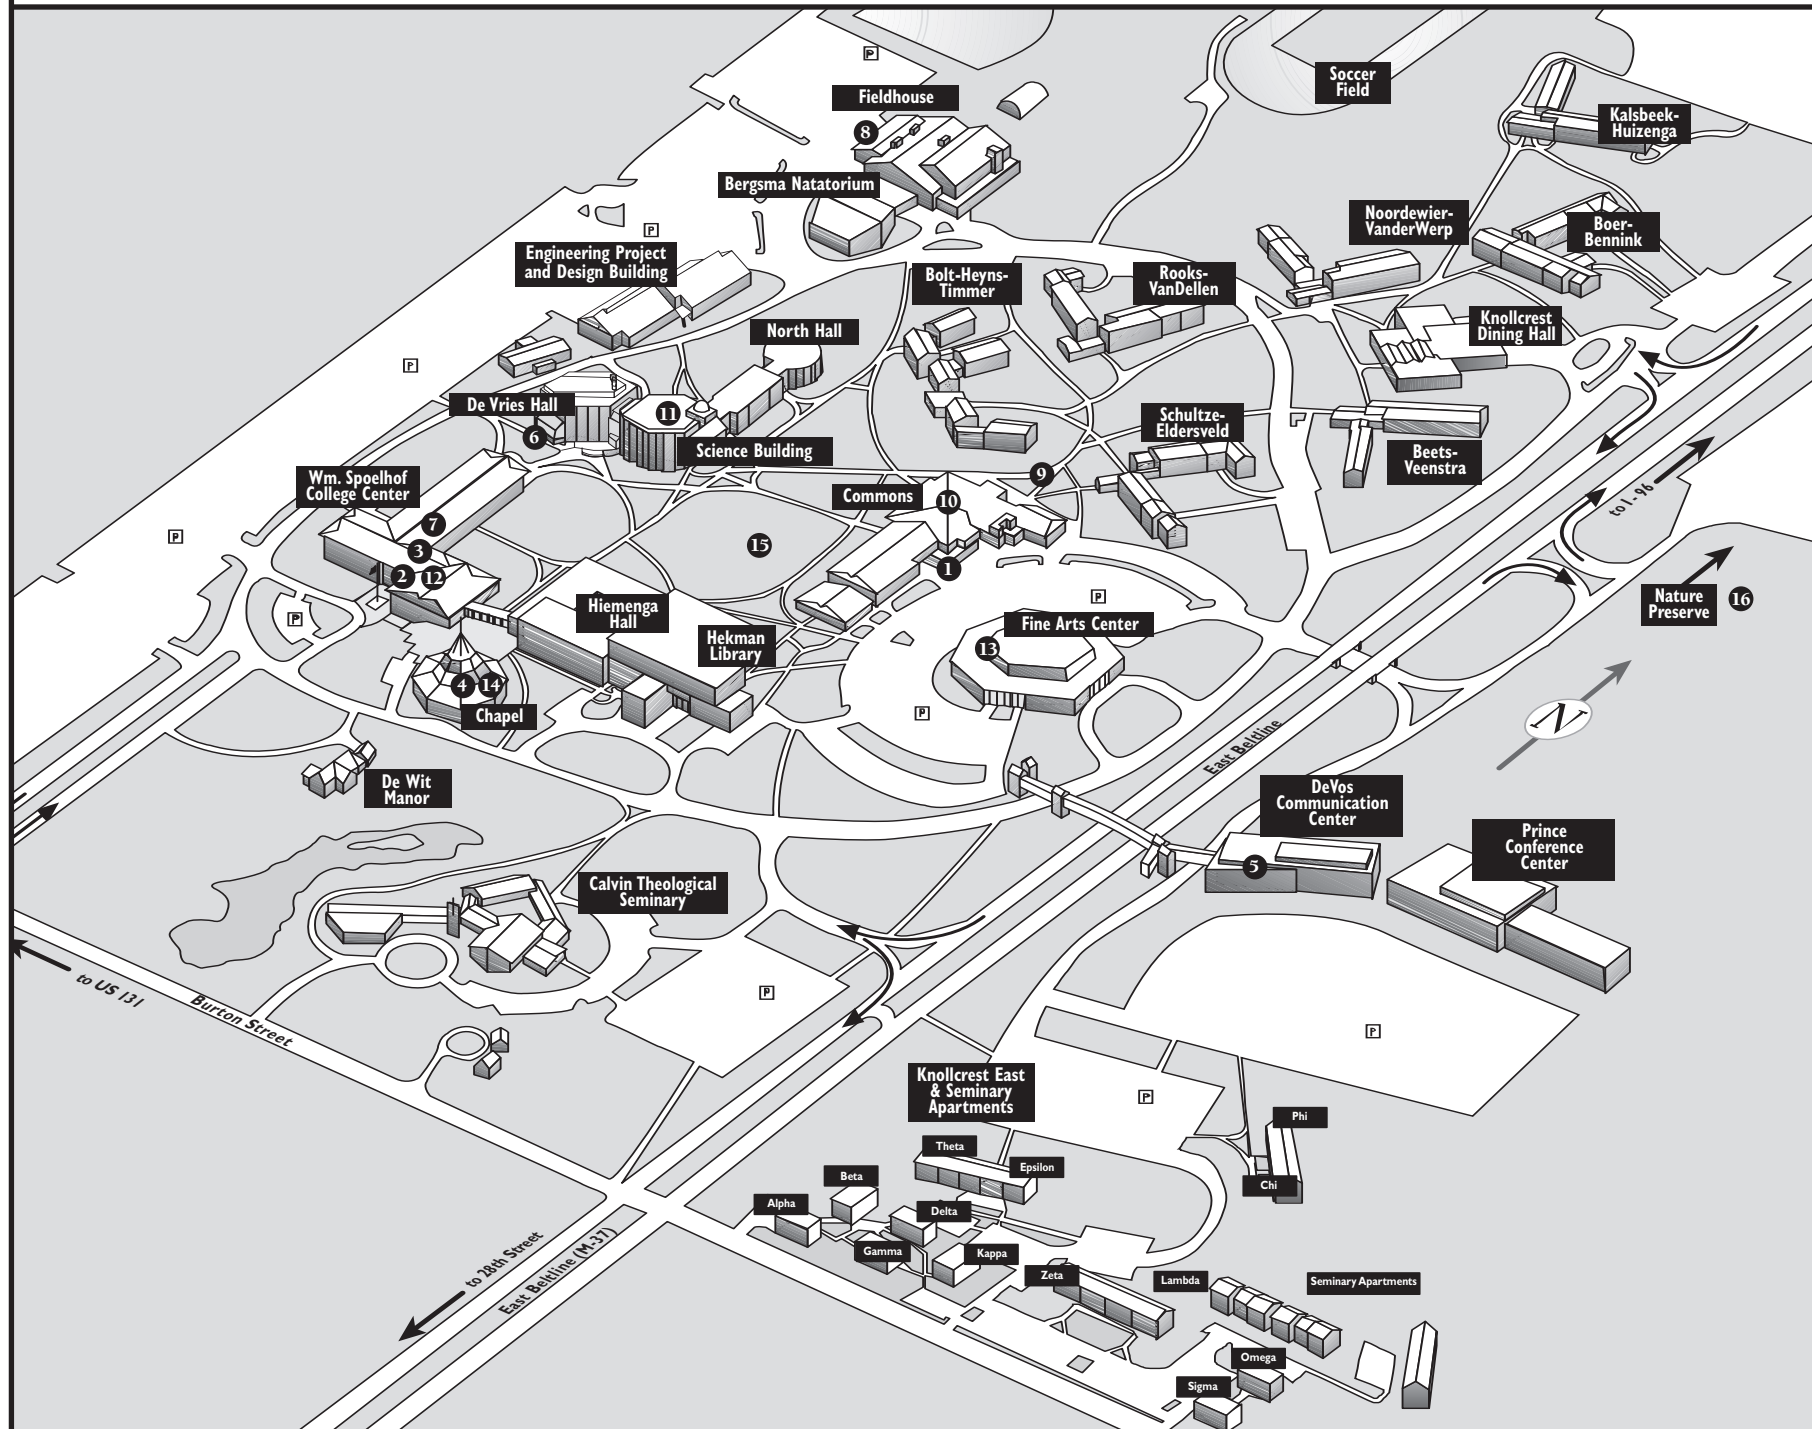 P
Fieldhouse
8
Soccer
Field
Kalsbeek-
Huizenga
Bergsma Natatorium
P
Noordewier-
VanderWerp
Boer-
Bennink
Engineering Project
and Design Building
Bolt-Heyns-
Timmer
Rooks-
VanDellen
North Hall
Knollcrest
Dining Hall
P
De Vries Hall
11
6
Science Building
Schultze-
Eldersveld
Beets-
Veenstra
Wm. Spoelhof
College Center
9
Commons
10
to I-96
7
P
15
3
2
12
1
Nature
Preserve
16
P
Hiemenga
Hall
P
Fine Arts Center
13
Hekman
Library
4
14
Chapel
P
N
East Beltline
De Wit
Manor
DeVos
Communication
Center
Prince
Conference
Center
5
Calvin Theological
Seminary
to US 131
Burton Street
P
P
Knollcrest East
& Seminary
Apartments
P
Phi
Theta
Epsilon
Beta
Chi
Alpha
Delta
Gamma
Kappa
to 28th Street
East Beltline (M-37)
Zeta
Lambda
Seminary Apartments
Omega
Sigma